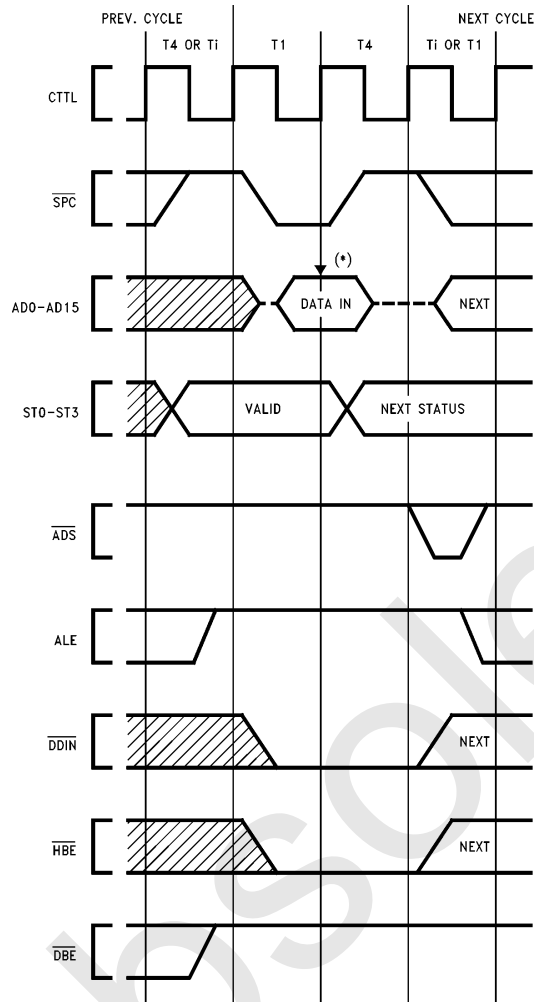 PREV. CYCLE NEXT CYCLE
T4 OR Ti T1 T4 Ti OR T1
CTTL
SPC
(*)
AD0-AD15 DATA IN NEXT
ST0-ST3 VALID NEXT STATUS
ADS
ALE
DDIN NEXT
HBE NEXT
DBE